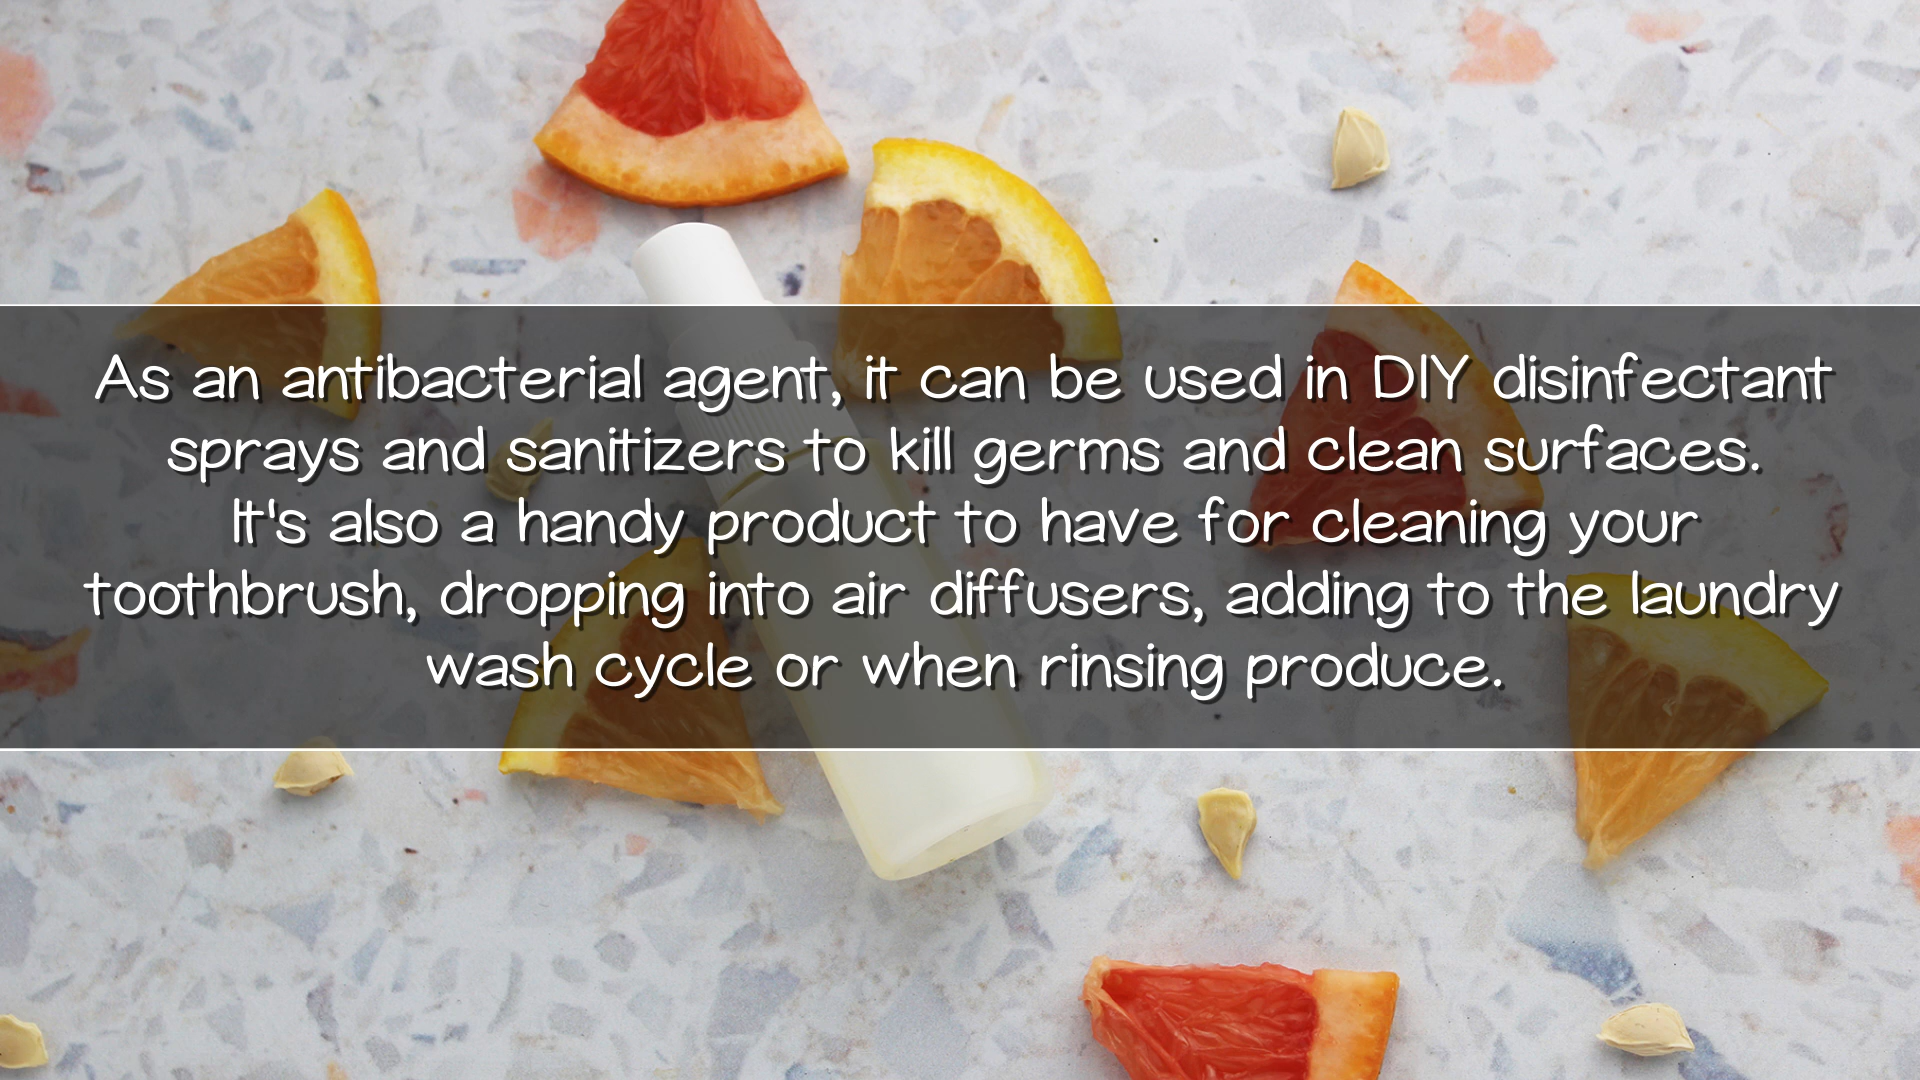 As an antibacterial agent, it can be used in DIY disinfectant
sprays and sanitizers to kill germs and clean surfaces.
It's also a handy product to have for cleaning your
toothbrush, dropping into air diffusers, adding to the laundry
wash cycle or when rinsing produce.